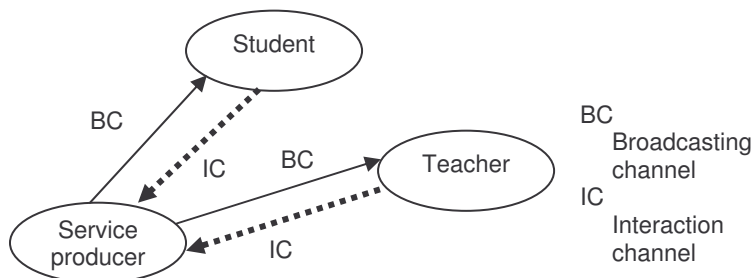 Student
BC
BC
IC
BC
Teacher
Broadcasting
channel
IC
Service
producer
IC
Interaction
channel